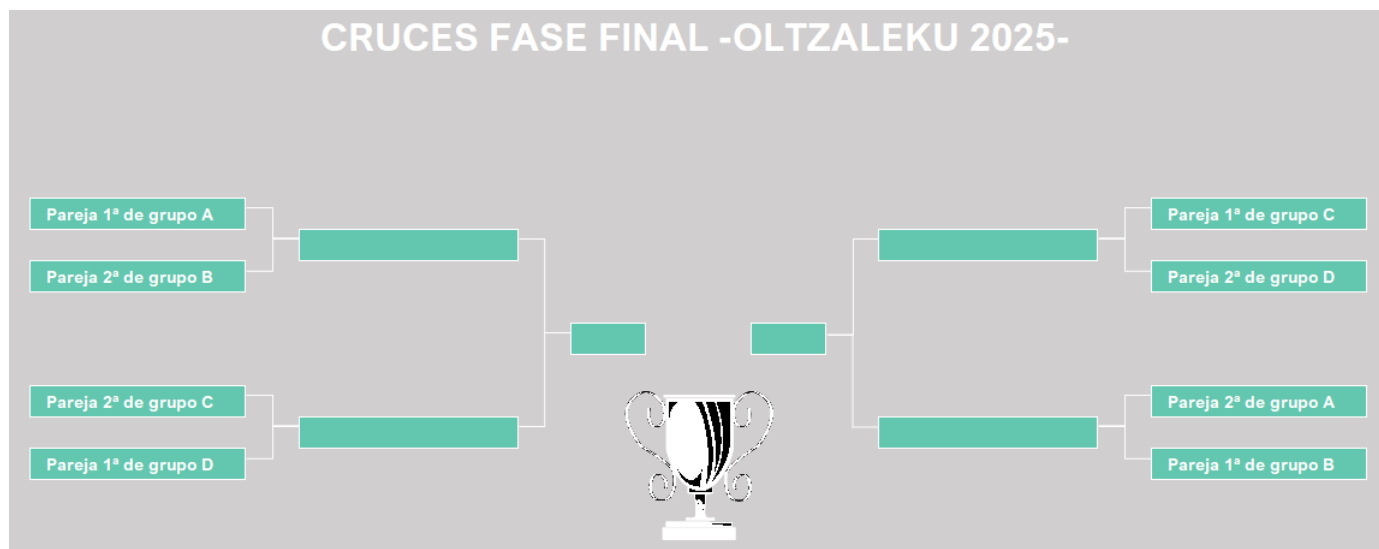 CRUCES FASE FINAL -OLTZALEKU 2025-
Pareja 1ª de grupo A
Pareja 2ª de grupo B
Pareja 2ª de grupo C
Pareja 1ª de grupo D
Pareja 1ª de grupo C
Pareja 2ª de grupo D
Pareja 2ª de grupo A
Pareja 1ª de grupo B